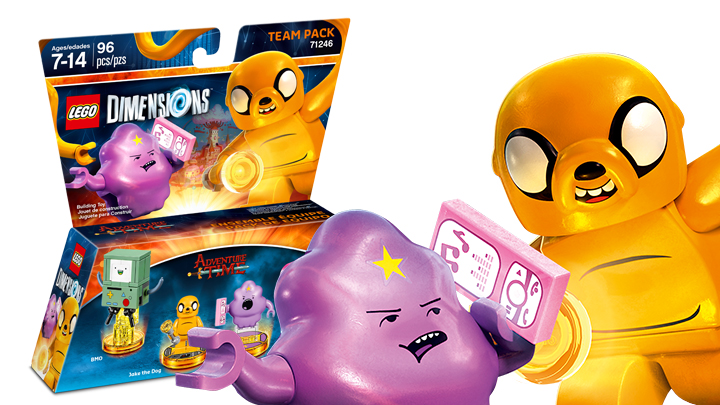 Ages/edades
7-14
96
pcs/pzs
TEAM PACK
71246
LEGO
DIMENSIONS
Building Toy
Jouet de construction
Juguete para Construir
LEGO
DIMENSIONS
ADVENTURE
TIME
BMO
Jake the Dog